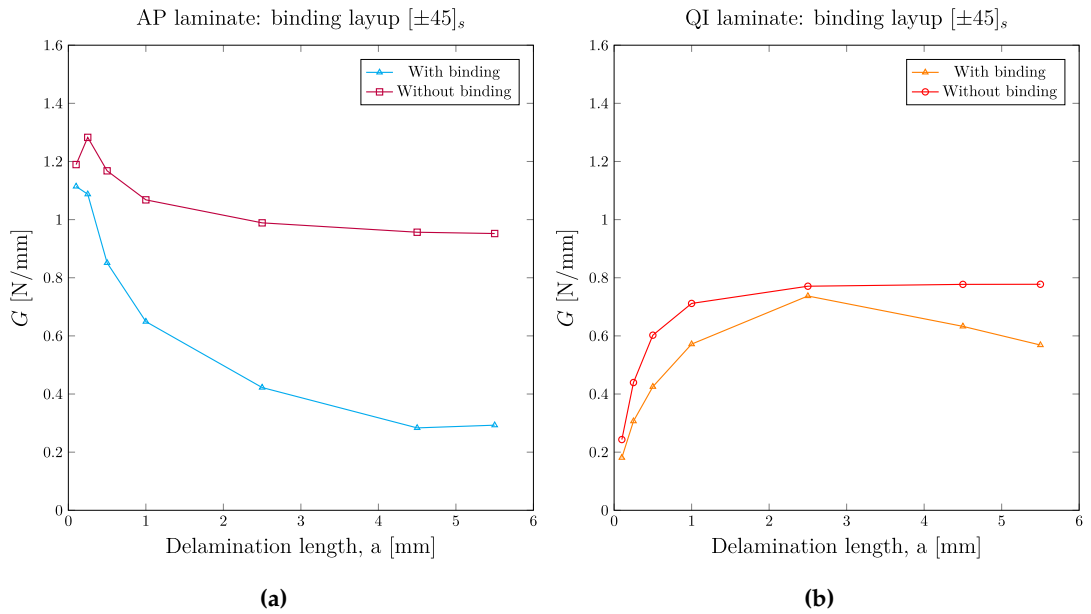 AP laminate: binding layup [±45]ₛ
1.6
1.4
1.2
1
0.8
0.6
0.4
0.2
0
G [N/mm]
With binding
Without binding
0 1 2 3 4 5 6
Delamination length, a [mm]
(a)
QI laminate: binding layup [±45]ₛ
1.6
1.4
1.2
1
0.8
0.6
0.4
0.2
0
G [N/mm]
With binding
Without binding
0 1 2 3 4 5 6
Delamination length, a [mm]
(b)